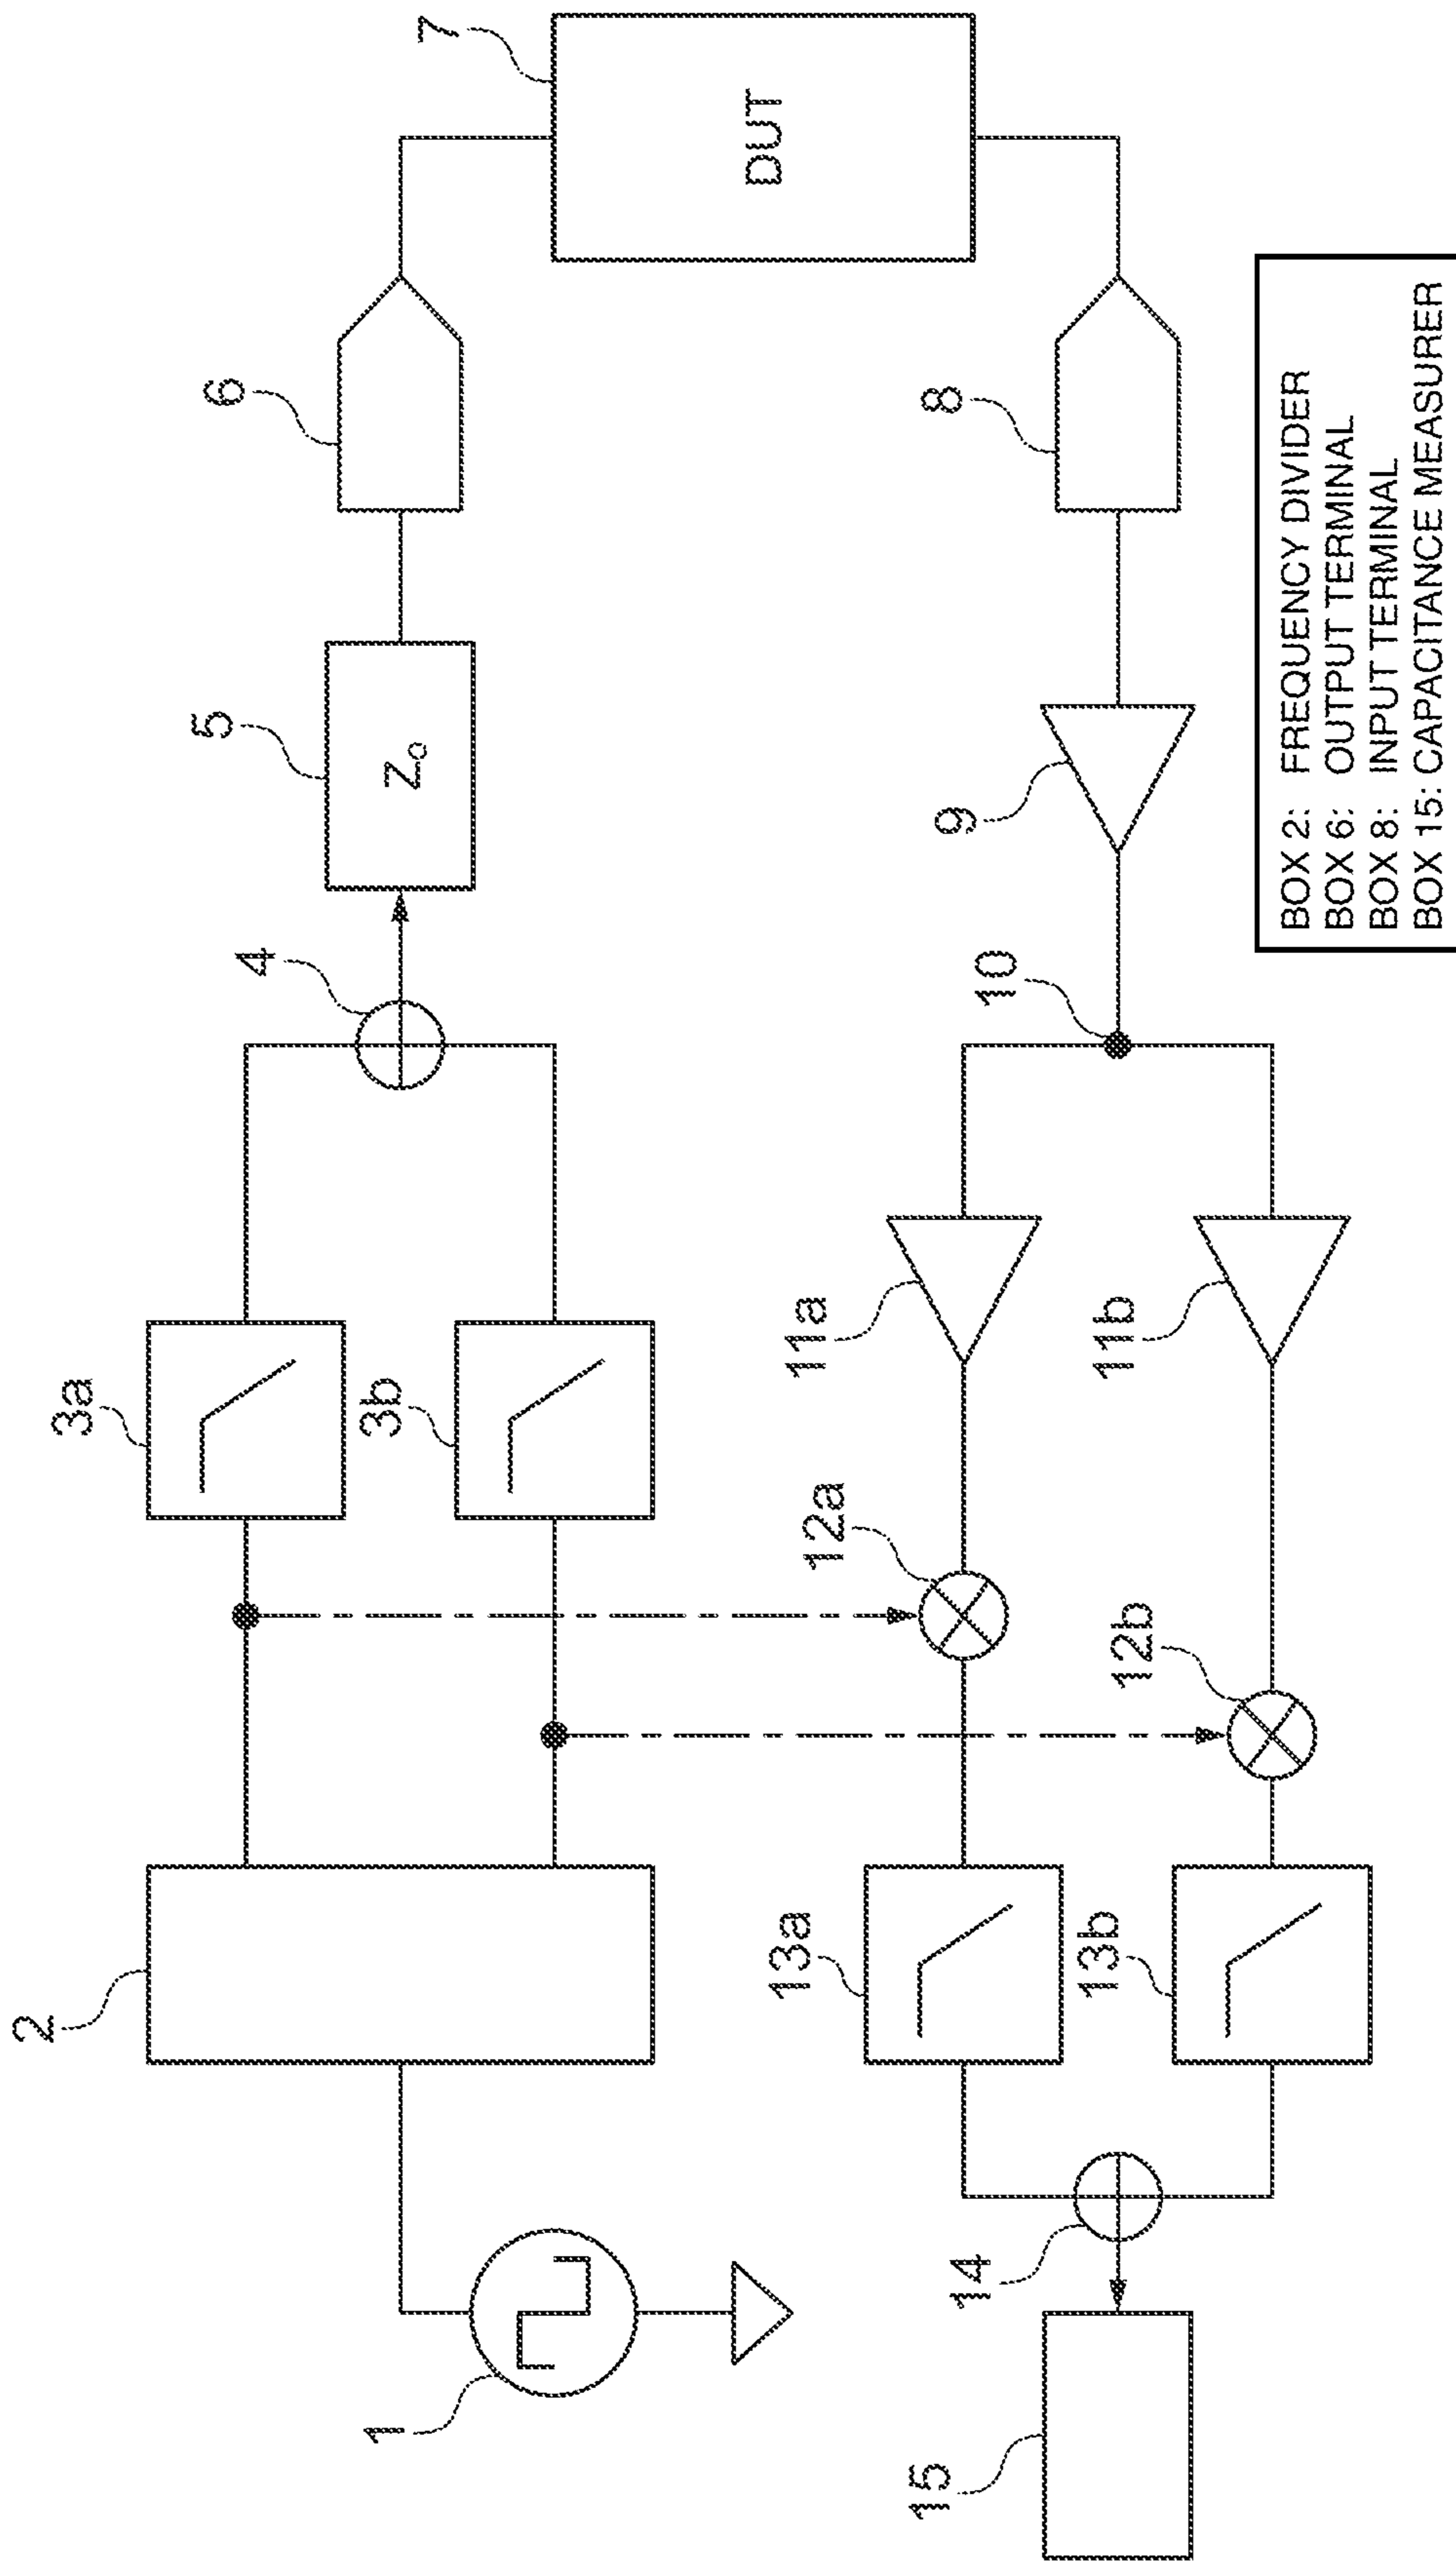 1
2
3a
3b
4
5
Zo
6
7
DUT
8
9
10
11a
11b
12a
12b
13a
13b
14
15
BOX 2: FREQUENCY DIVIDER
BOX 6: OUTPUT TERMINAL
BOX 8: INPUT TERMINAL
BOX 15: CAPACITANCE MEASURER